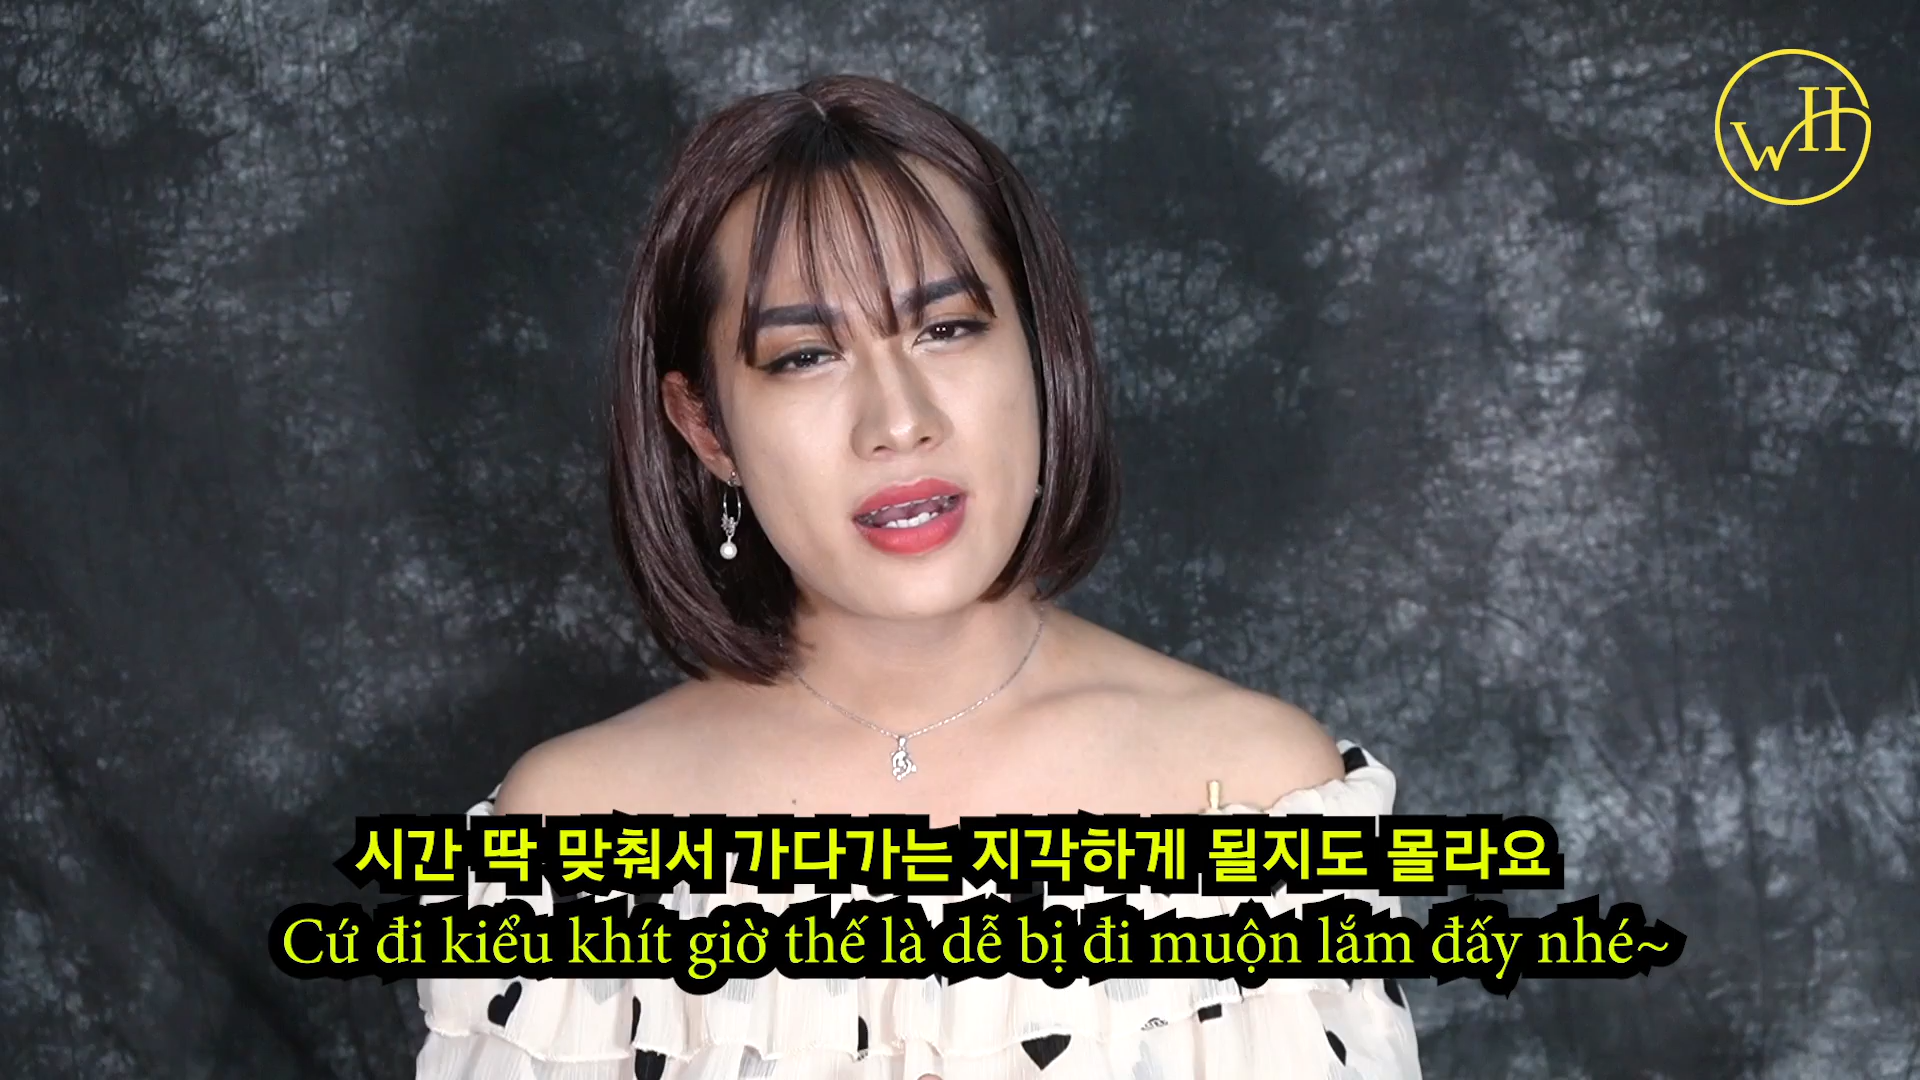 WH
시간 딱 맞춰서 가다가는 지각하게 될지도 몰라요
Cứ đi kiểu khít giờ thế là dễ bị đi muộn lắm đấy nhé~